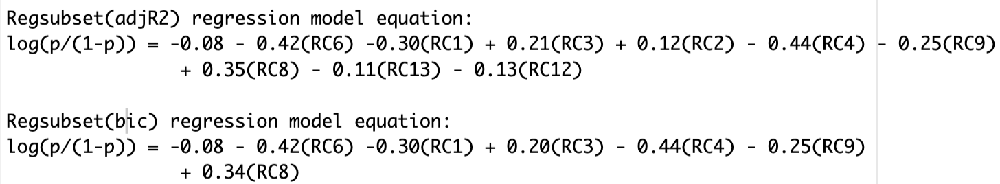 Regsubset(adjR2) regression model equation:
log(p/(1-p)) = -0.08 - 0.42(RC6) -0.30(RC1) + 0.21(RC3) + 0.12(RC2) - 0.44(RC4) - 0.25(RC9)
+ 0.35(RC8) - 0.11(RC13) - 0.13(RC12)
Regsubset(bic) regression model equation:
log(p/(1-p)) = -0.08 - 0.42(RC6) -0.30(RC1) + 0.20(RC3) - 0.44(RC4) - 0.25(RC9)
+ 0.34(RC8)